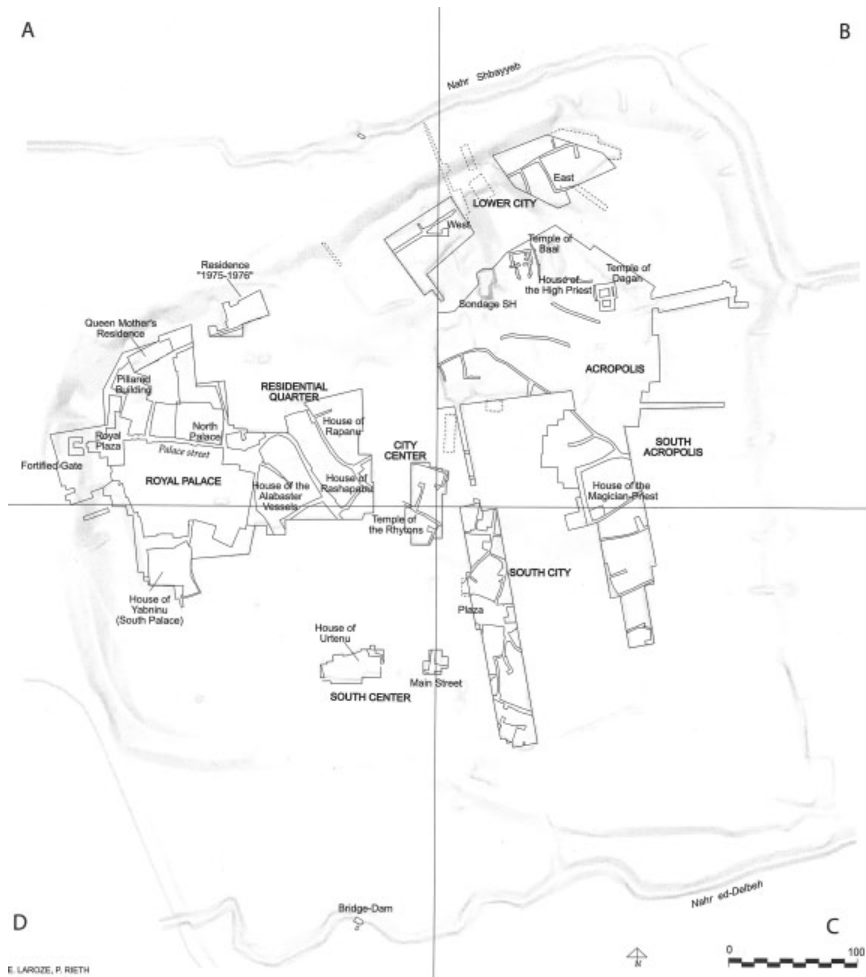 A
B
Nahr Shbayyeb
East
LOWER CITY
West
Temple of
Baal
Residence
"1975-1976"
House of
the High Priest
Temple of
Dagan
Sondage SH
Queen Mother's
Residence
Pillared
Building
RESIDENTIAL
QUARTER
ACROPOLIS
House of
Rapanu
North
Palace
Royal
Plaza
CITY
CENTER
SOUTH
ACROPOLIS
Palace street
Fortified Gate
ROYAL PALACE
House of the
Alabaster
Vessels
House of
Rashapabu
House of the
Magician-Priest
Temple of
the Rhytons
SOUTH CITY
House of
Yabninu
(South Palace)
Plaza
House of
Urtenu
Main Street
SOUTH CENTER
Nahr ed-Delbeh
Bridge-Dam
D
C
N
0 100
E. LAROZE, P. RIETH